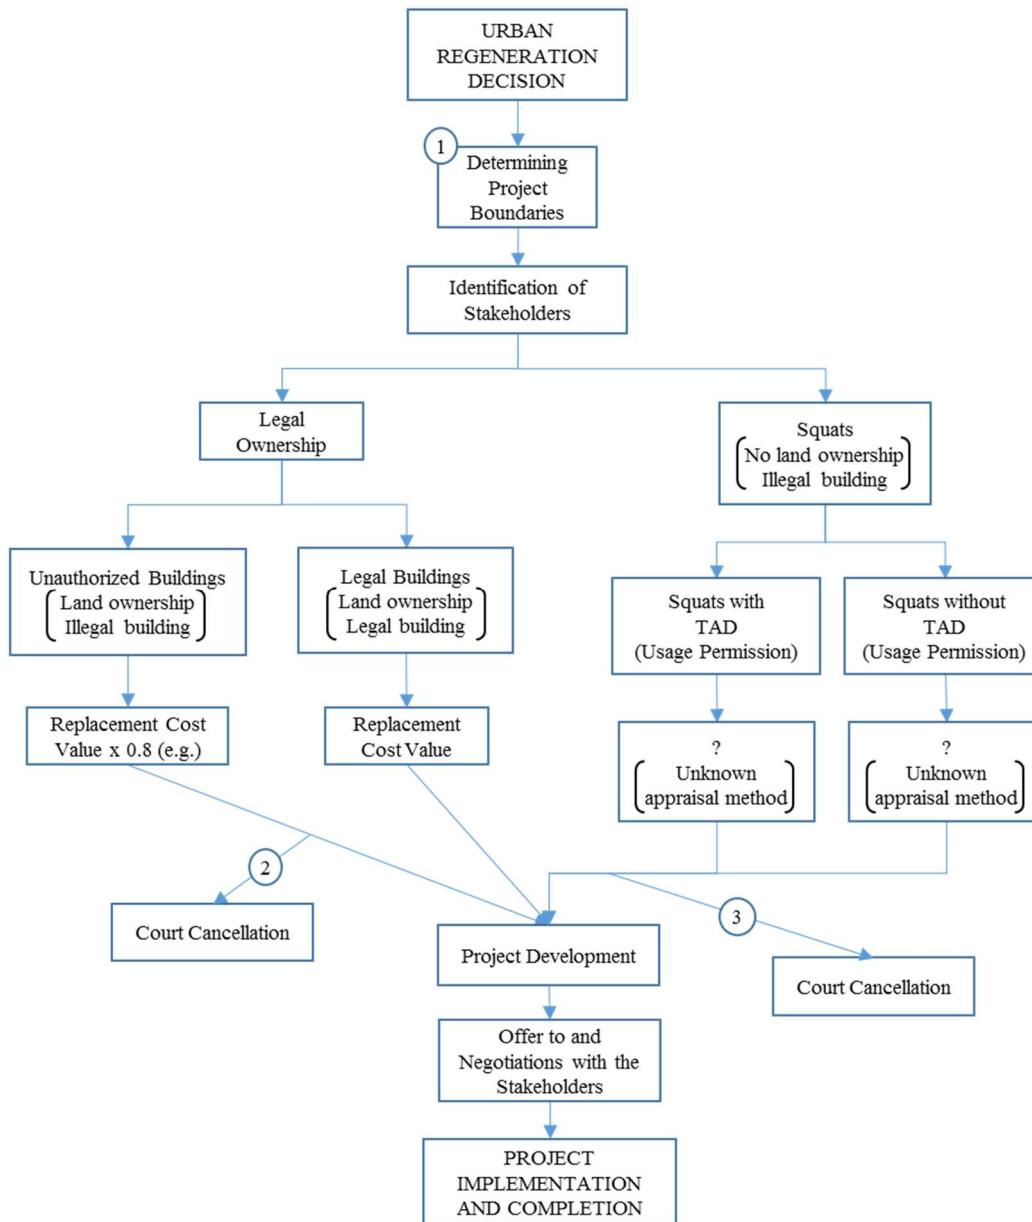 URBAN
REGENERATION
DECISION
1
Determining
Project
Boundaries
Identification of
Stakeholders
Legal
Ownership
Squats
No land ownership
Illegal building
Unauthorized Buildings
Land ownership
Illegal building
Legal Buildings
Land ownership
Legal building
Squats with
TAD
(Usage Permission)
Squats without
TAD
(Usage Permission)
Replacement Cost
Value x 0.8 (e.g.)
Replacement
Cost Value
?
Unknown
appraisal method
?
Unknown
appraisal method
2
Court Cancellation
3
Court Cancellation
Project Development
Offer to and
Negotiations with the
Stakeholders
PROJECT
IMPLEMENTATION
AND COMPLETION